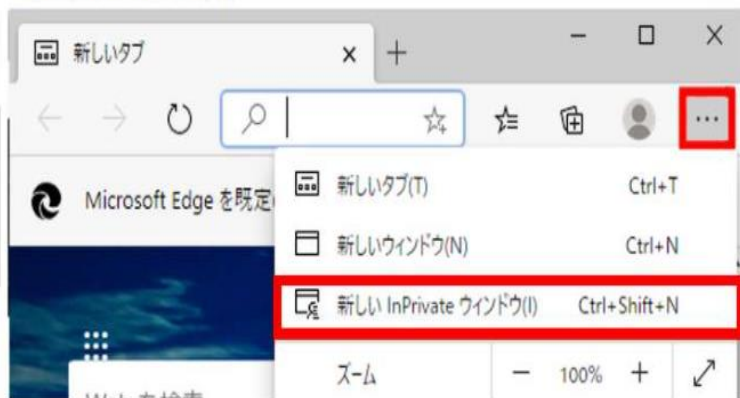 新しいタブ
Microsoft Edge を既定
新しいタブ(T) Ctrl+T
新しいウィンドウ(N) Ctrl+N
新しい InPrivate ウィンドウ(I) Ctrl+Shift+N
ズーム 100%